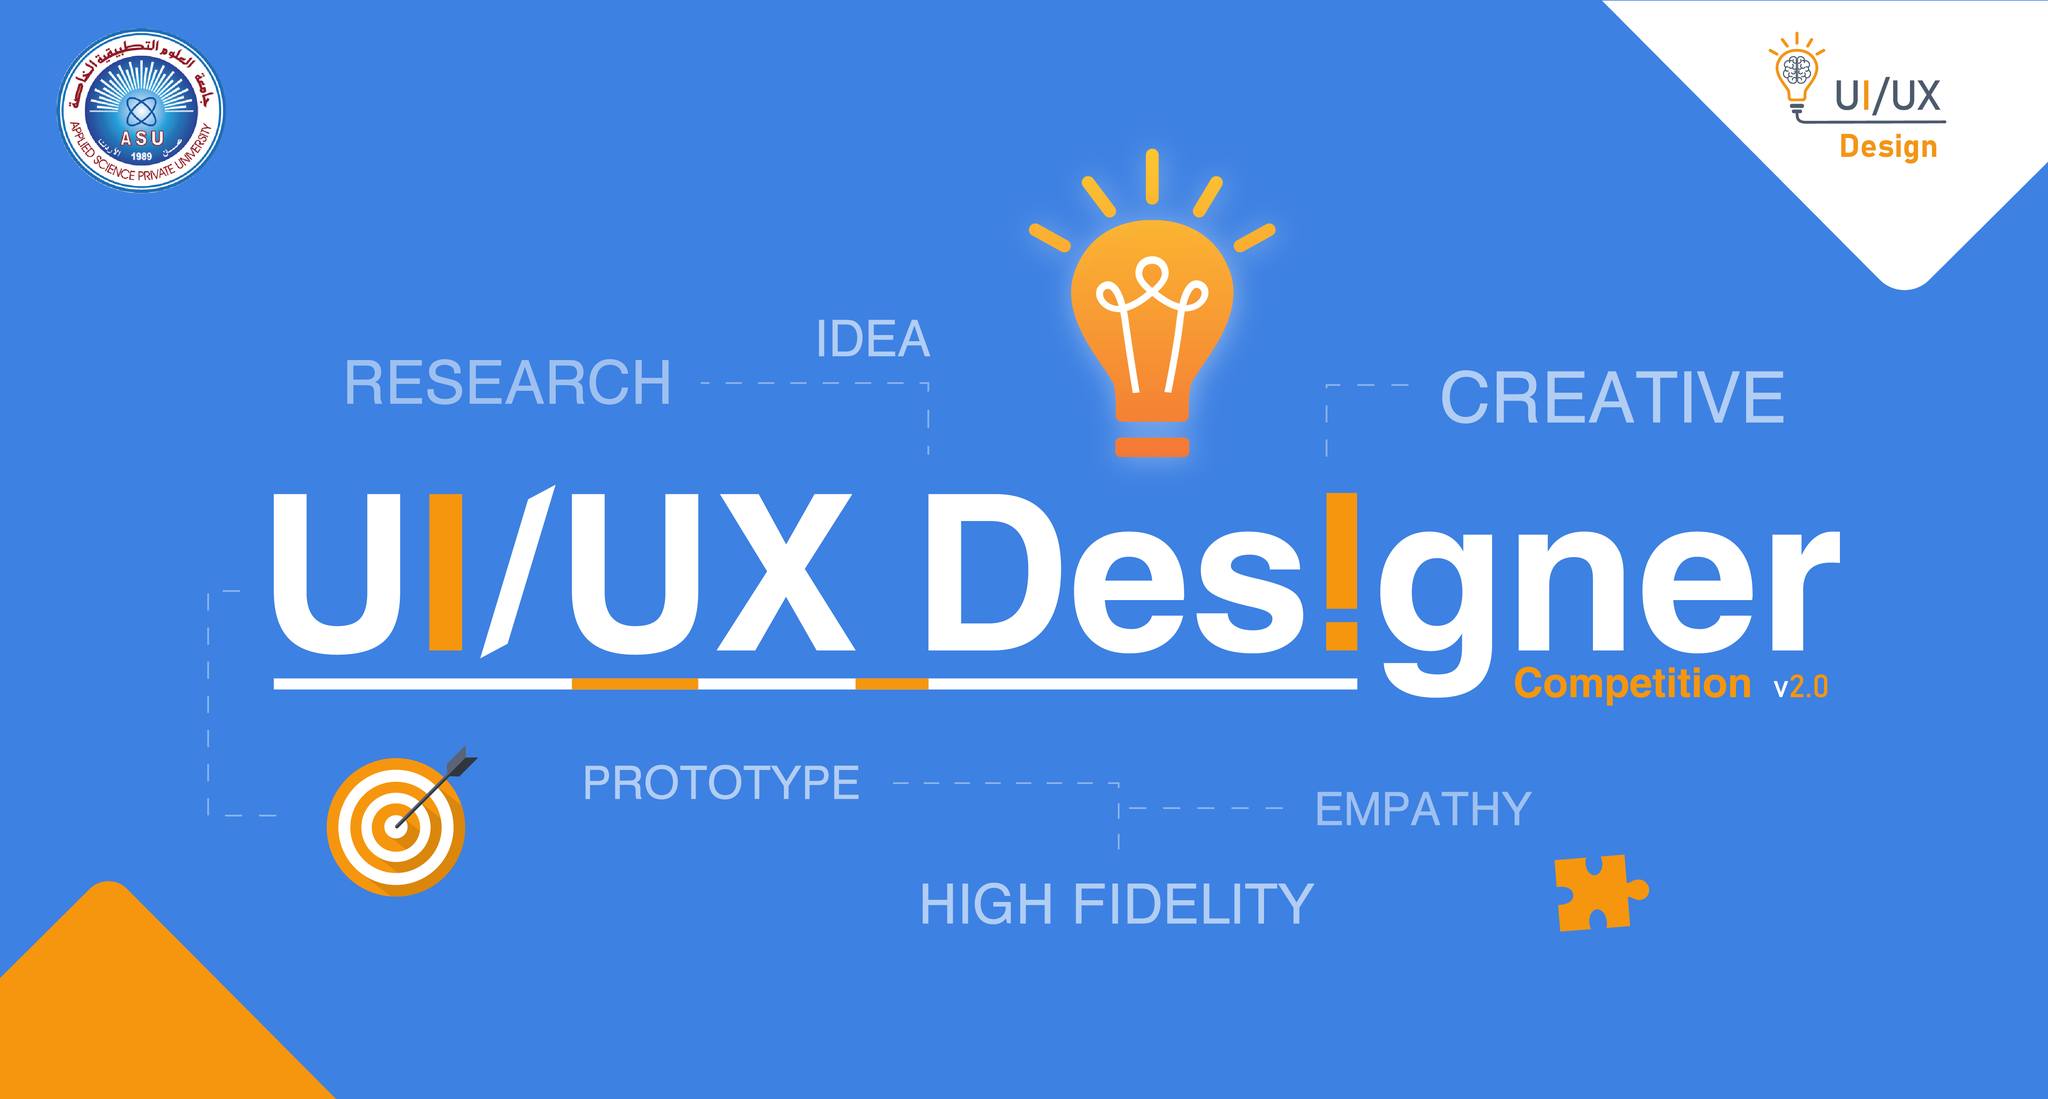 جامعة العلوم التطبيقية الخاصة
ASU
1989
عمان الأردن
APPLIED SCIENCE PRIVATE UNIVERSITY
UI/UX
Design
IDEA
RESEARCH
CREATIVE
UI/UX Des!gner
Competition v2.0
PROTOTYPE
EMPATHY
HIGH FIDELITY